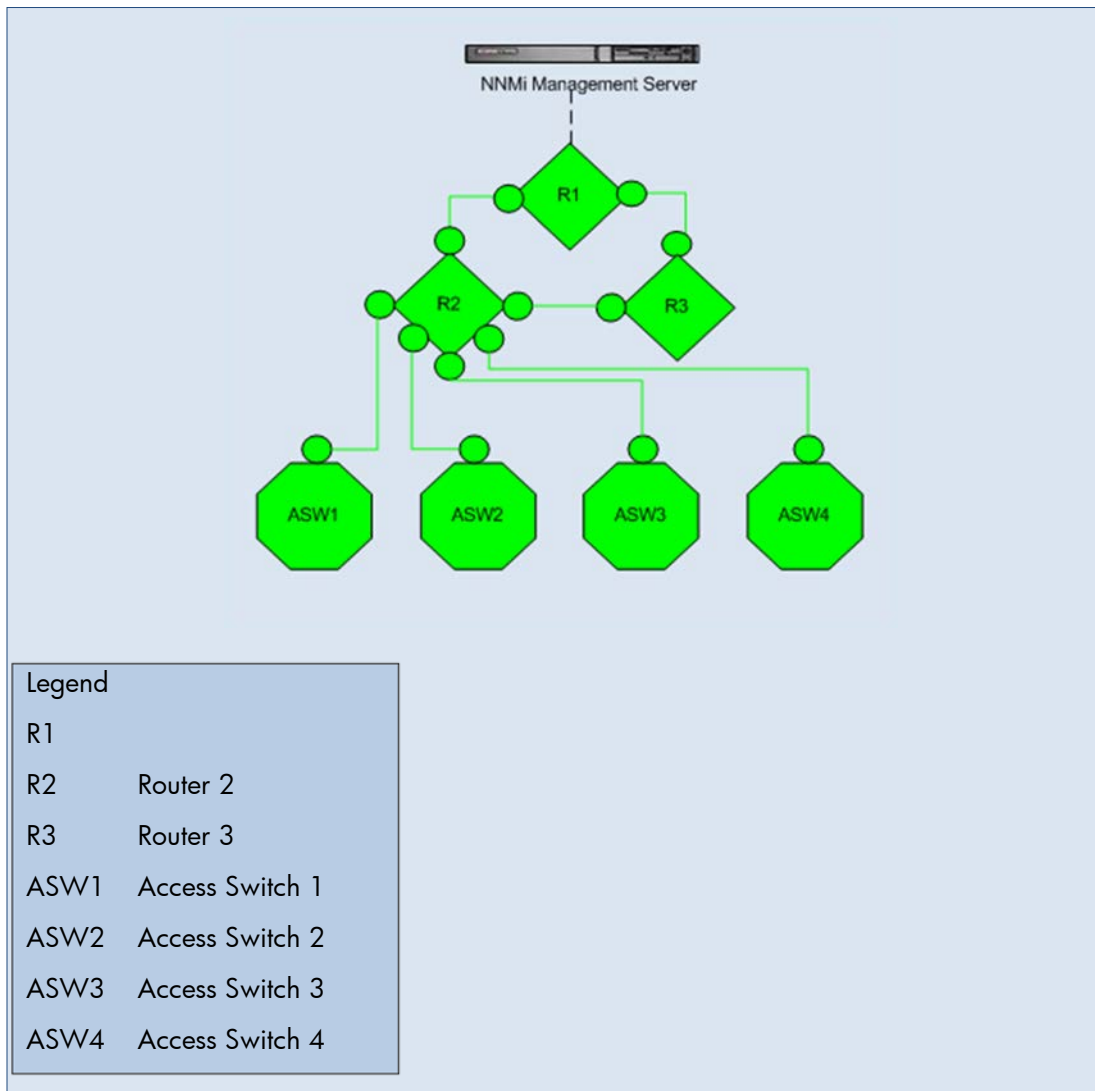 NNMi Management Server
R1
R2
R3
ASW1
ASW2
ASW3
ASW4
Legend
R1
R2 Router 2
R3 Router 3
ASW1 Access Switch 1
ASW2 Access Switch 2
ASW3 Access Switch 3
ASW4 Access Switch 4